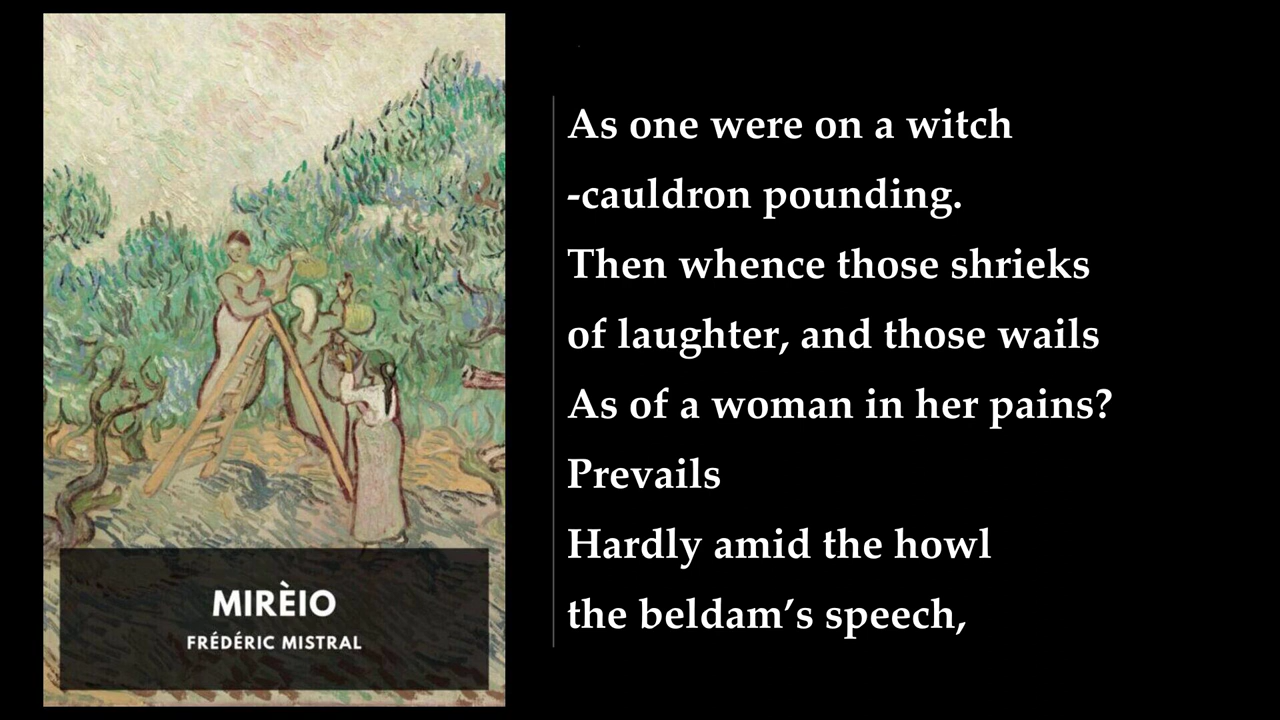 MIRÈIO
FRÉDÉRIC MISTRAL
As one were on a witch
-cauldron pounding.
Then whence those shrieks
of laughter, and those wails
As of a woman in her pains?
Prevails
Hardly amid the howl
the beldam’s speech,